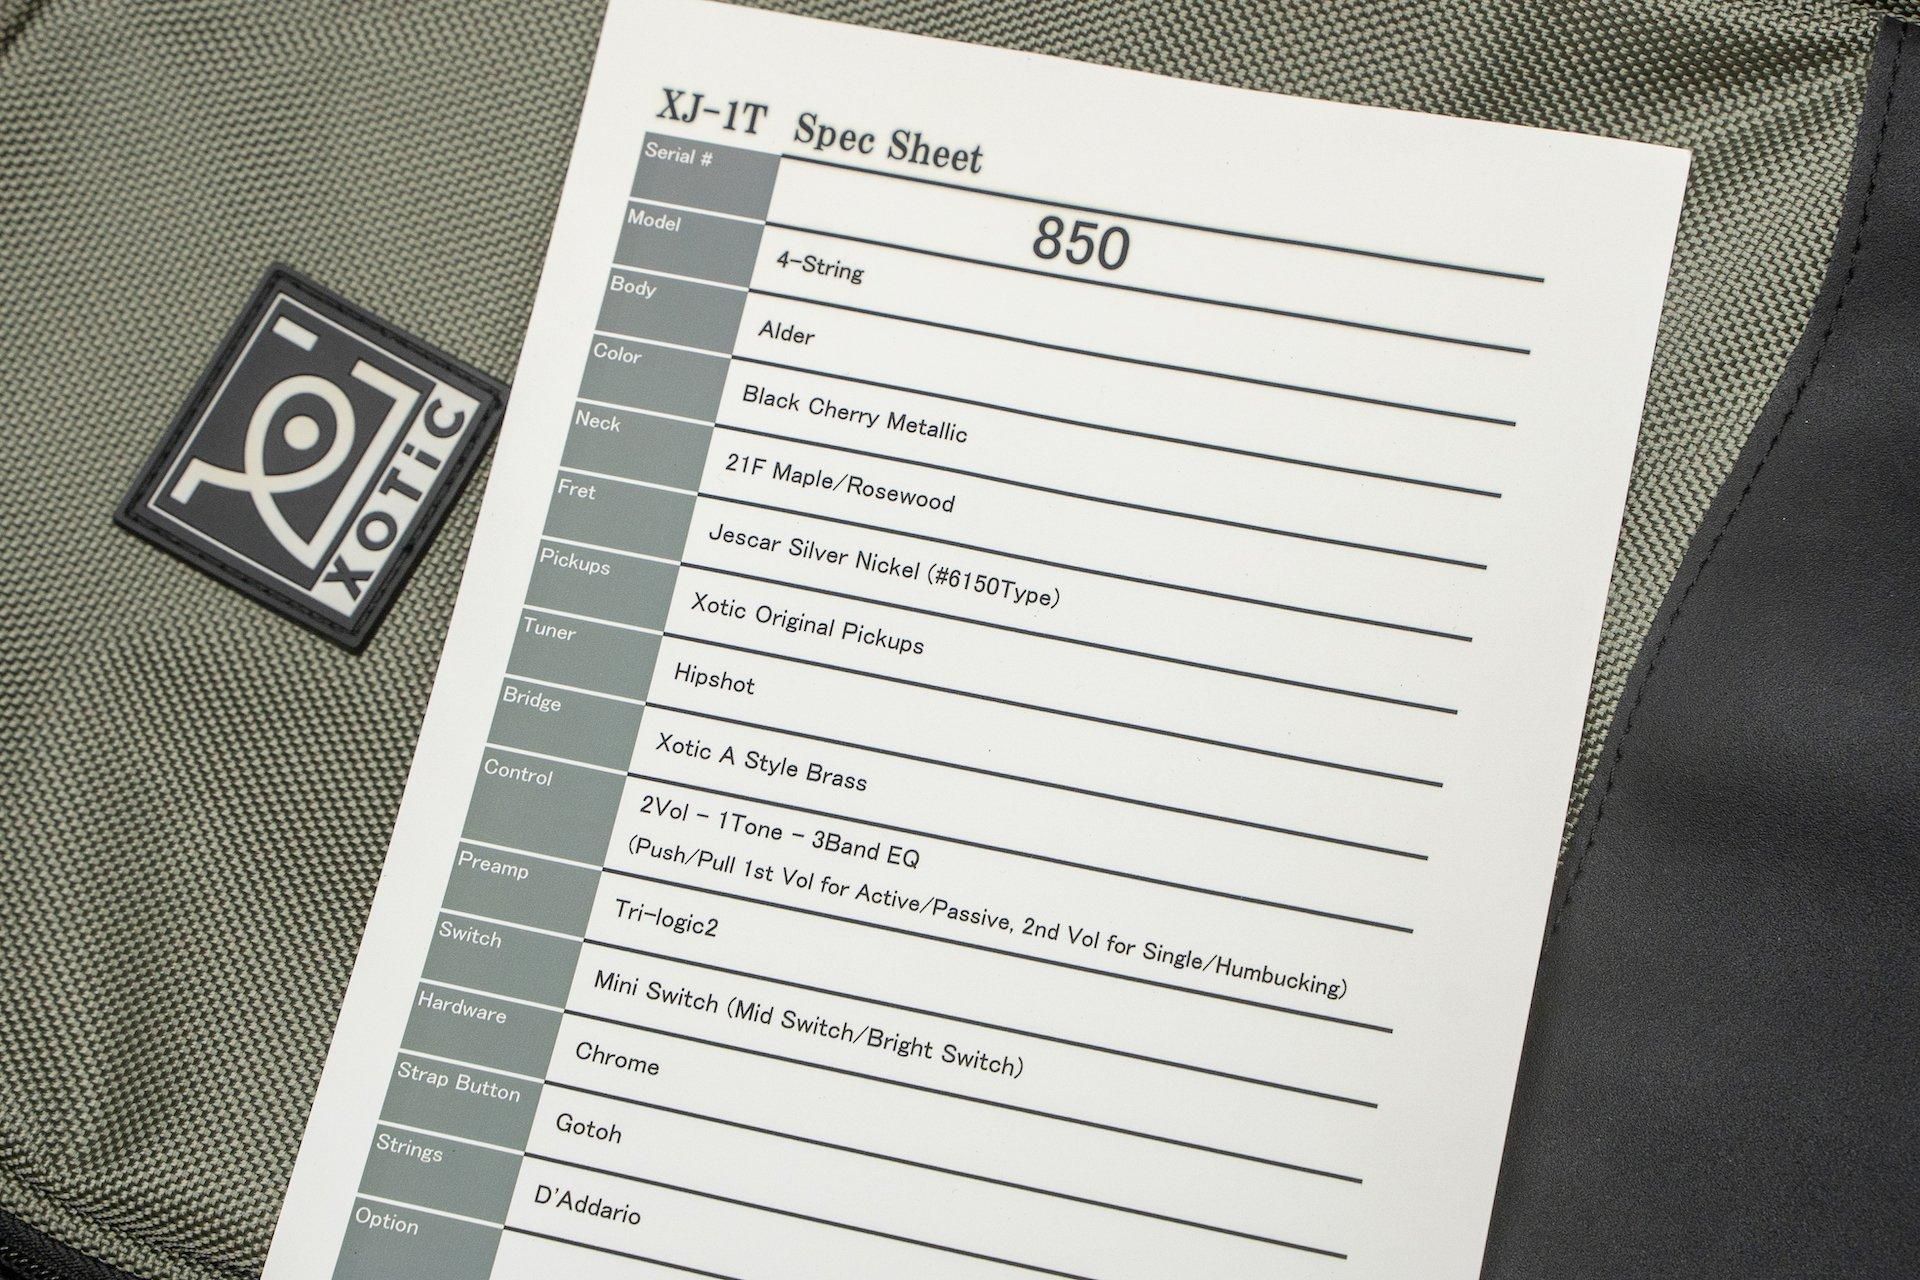 XJ-1T Spec Sheet
Serial #
850
Model
4-String
Body
Alder
Color
Black Cherry Metallic
Neck
21F Maple/Rosewood
Fret
Jescar Silver Nickel (#6150Type)
Pickups
Xotic Original Pickups
Tuner
Hipshot
Bridge
Xotic A Style Brass
Control
2Vol - 1Tone - 3Band EQ
(Push/Pull 1st Vol for Active/Passive, 2nd Vol for Single/Humbucking)
Preamp
Tri-logic2
Switch
Mini Switch (Mid Switch/Bright Switch)
Hardware
Chrome
Strap Button
Gotoh
Strings
D'Addario
Option
XOTiC